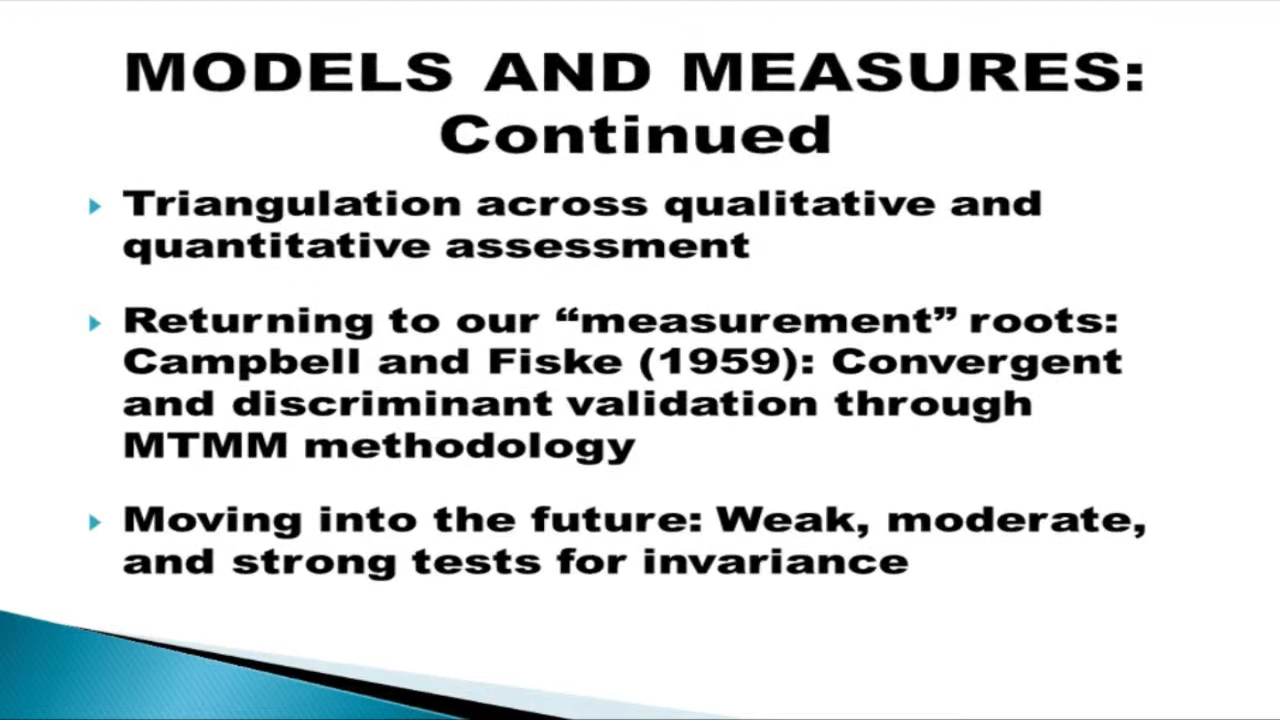 MODELS AND MEASURES:
Continued
Triangulation across qualitative and
quantitative assessment
Returning to our “measurement” roots:
Campbell and Fiske (1959): Convergent
and discriminant validation through
MTMM methodology
Moving into the future: Weak, moderate,
and strong tests for invariance